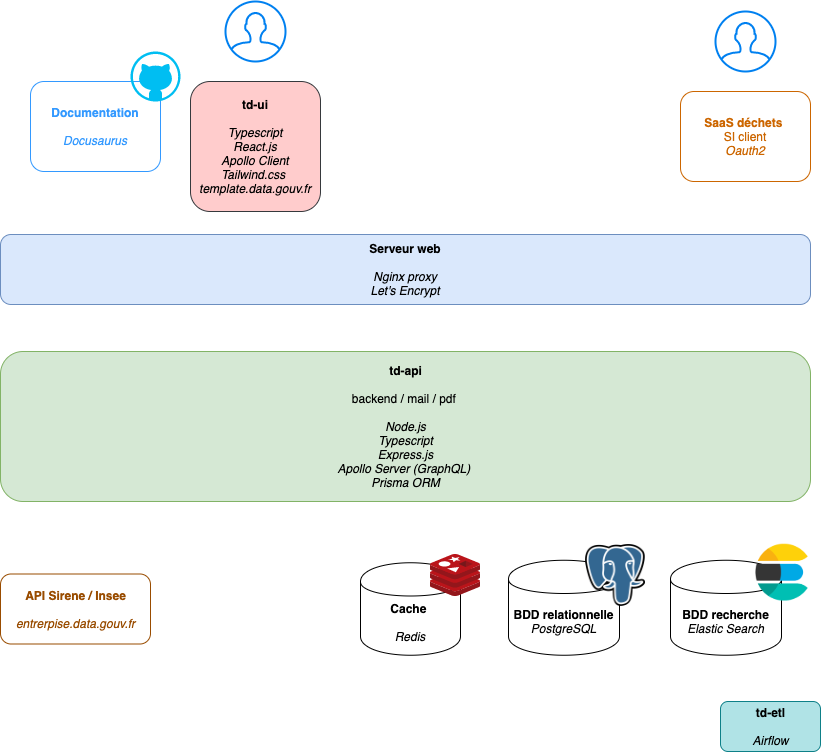 Documentation
Docusaurus
td-ui
Typescript
React.js
Apollo Client
Tailwind.css
template.data.gouv.fr
SaaS déchets
SI client
Oauth2
Serveur web
Nginx proxy
Let's Encrypt
td-api
backend / mail / pdf
Node.js
Typescript
Express.js
Apollo Server (GraphQL)
Prisma ORM
API Sirene / Insee
entrerpise.data.gouv.fr
Cache
Redis
BDD relationnelle
PostgreSQL
BDD recherche
Elastic Search
td-etl
Airflow